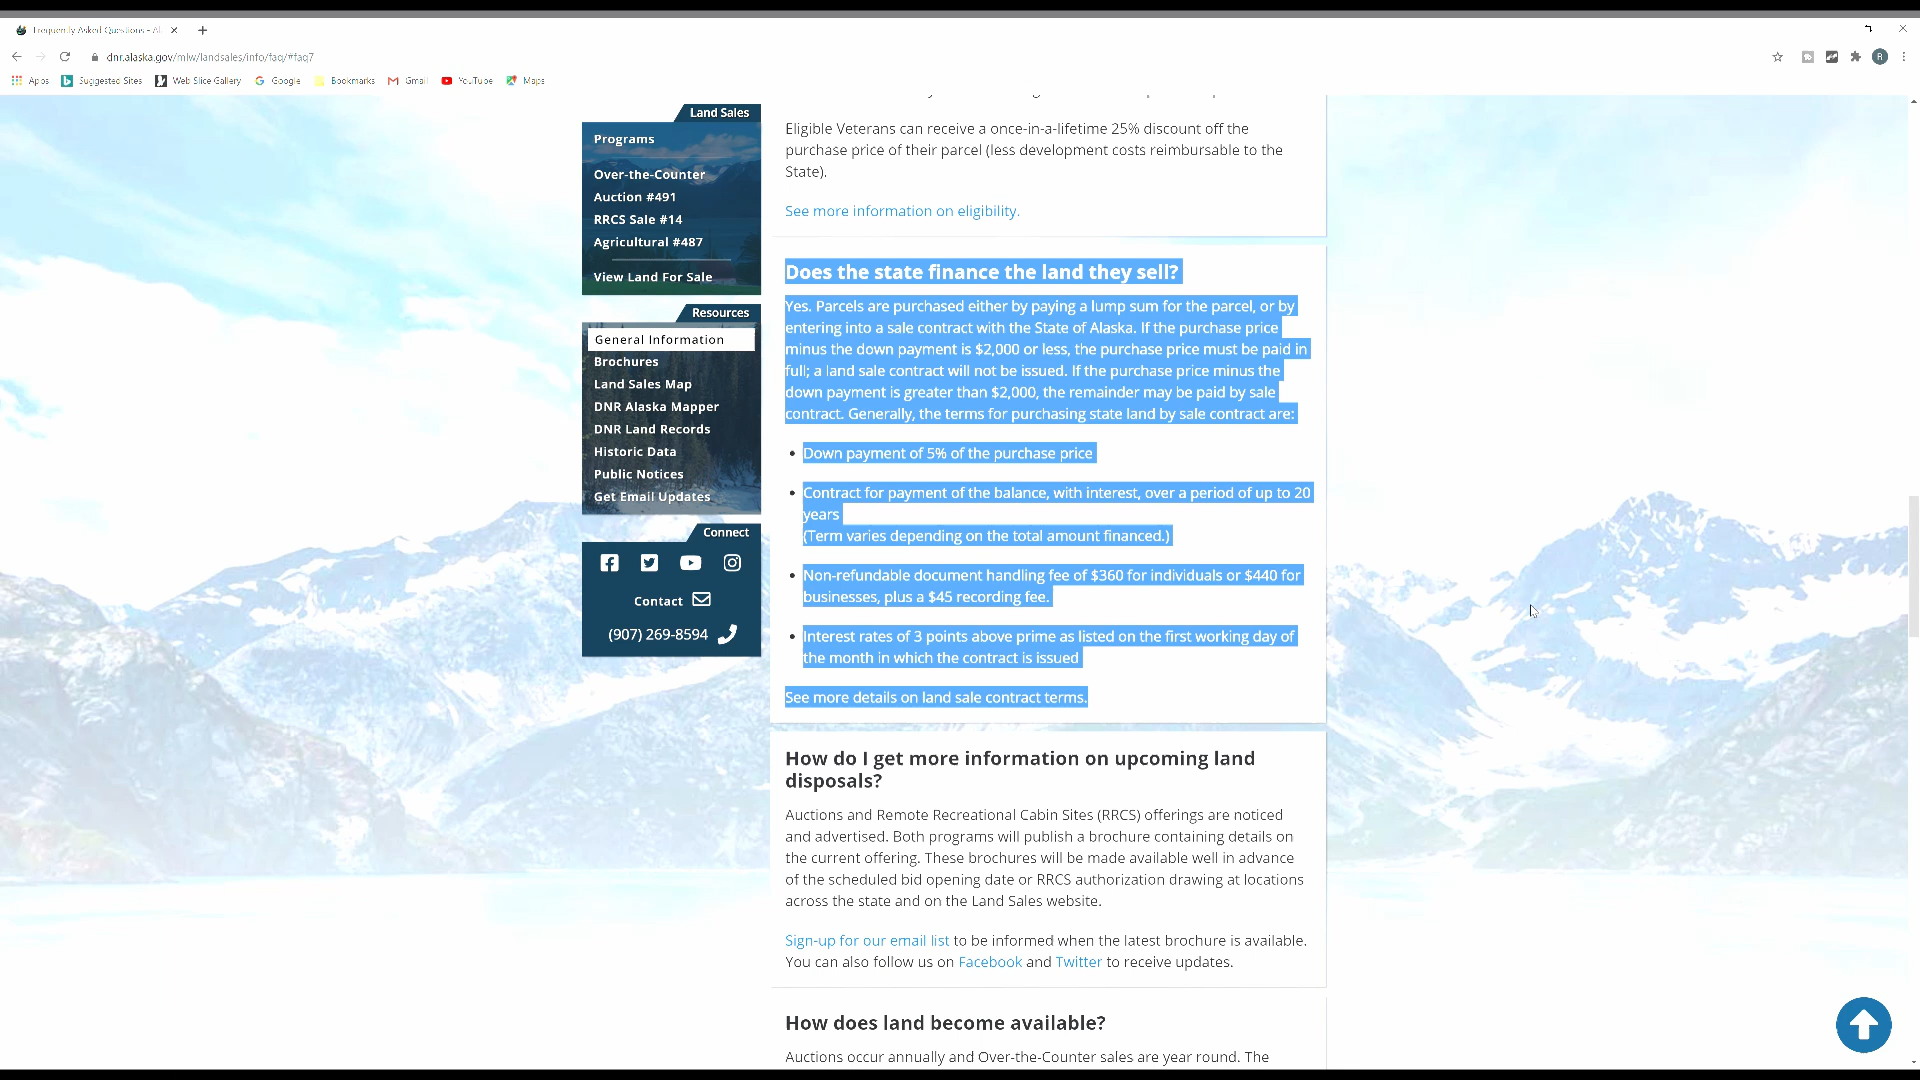 Frequently Asked Questions - Al
dnr.alaska.gov/mlw/landsales/info/faq/#faq7
Apps
Suggested Sites
Web Slice Gallery
Google
Bookmarks
Gmail
YouTube
Maps
R
Land Sales
Programs
Over-the-Counter
Auction #491
RRCS Sale #14
Agricultural #487
View Land For Sale
Resources
General Information
Brochures
Land Sales Map
DNR Alaska Mapper
DNR Land Records
Historic Data
Public Notices
Get Email Updates
Connect
Contact
(907) 269-8594
Eligible Veterans can receive a once-in-a-lifetime 25% discount off the
purchase price of their parcel (less development costs reimbursable to the
State).
See more information on eligibility.
Does the state finance the land they sell?
Yes. Parcels are purchased either by paying a lump sum for the parcel, or by
entering into a sale contract with the State of Alaska. If the purchase price
minus the down payment is $2,000 or less, the purchase price must be paid in
full; a land sale contract will not be issued. If the purchase price minus the
down payment is greater than $2,000, the remainder may be paid by sale
contract. Generally, the terms for purchasing state land by sale contract are:
• Down payment of 5% of the purchase price
• Contract for payment of the balance, with interest, over a period of up to 20
years
(Term varies depending on the total amount financed.)
• Non-refundable document handling fee of $360 for individuals or $440 for
businesses, plus a $45 recording fee.
• Interest rates of 3 points above prime as listed on the first working day of
the month in which the contract is issued
See more details on land sale contract terms.
How do I get more information on upcoming land
disposals?
Auctions and Remote Recreational Cabin Sites (RRCS) offerings are noticed
and advertised. Both programs will publish a brochure containing details on
the current offering. These brochures will be made available well in advance
of the scheduled bid opening date or RRCS authorization drawing at locations
across the state and on the Land Sales website.
Sign-up for our email list to be informed when the latest brochure is available.
You can also follow us on Facebook and Twitter to receive updates.
How does land become available?
Auctions occur annually and Over-the-Counter sales are year round. The